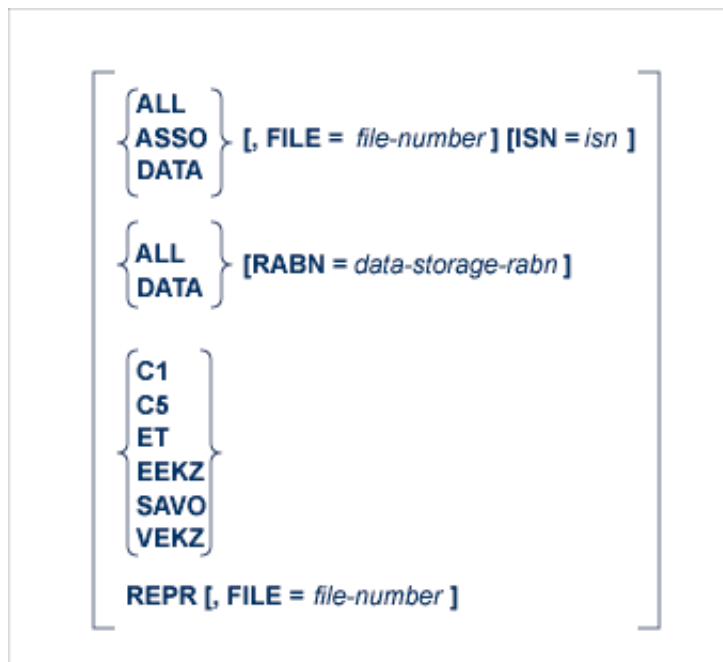 ALL
ASSO [, FILE = file-number ] [ISN = isn ]
DATA
ALL
DATA [RABN = data-storage-rabn ]
C1
C5
ET
EEKZ
SAVO
VEKZ
REPR [, FILE = file-number ]